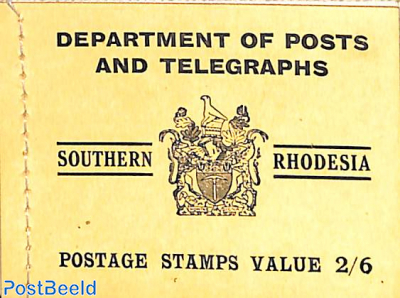 DEPARTMENT OF POSTS
AND TELEGRAPHS
SOUTHERN RHODESIA
POSTAGE STAMPS VALUE 2/6
PostBeeld